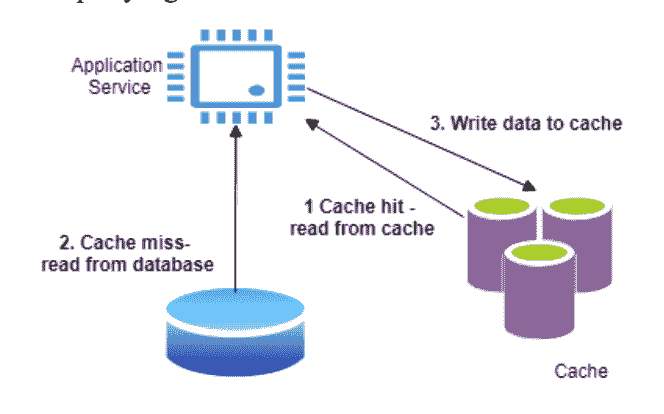 Application
Service
3. Write data to cache
1 Cache hit -
read from cache
2. Cache miss-
read from database
Cache